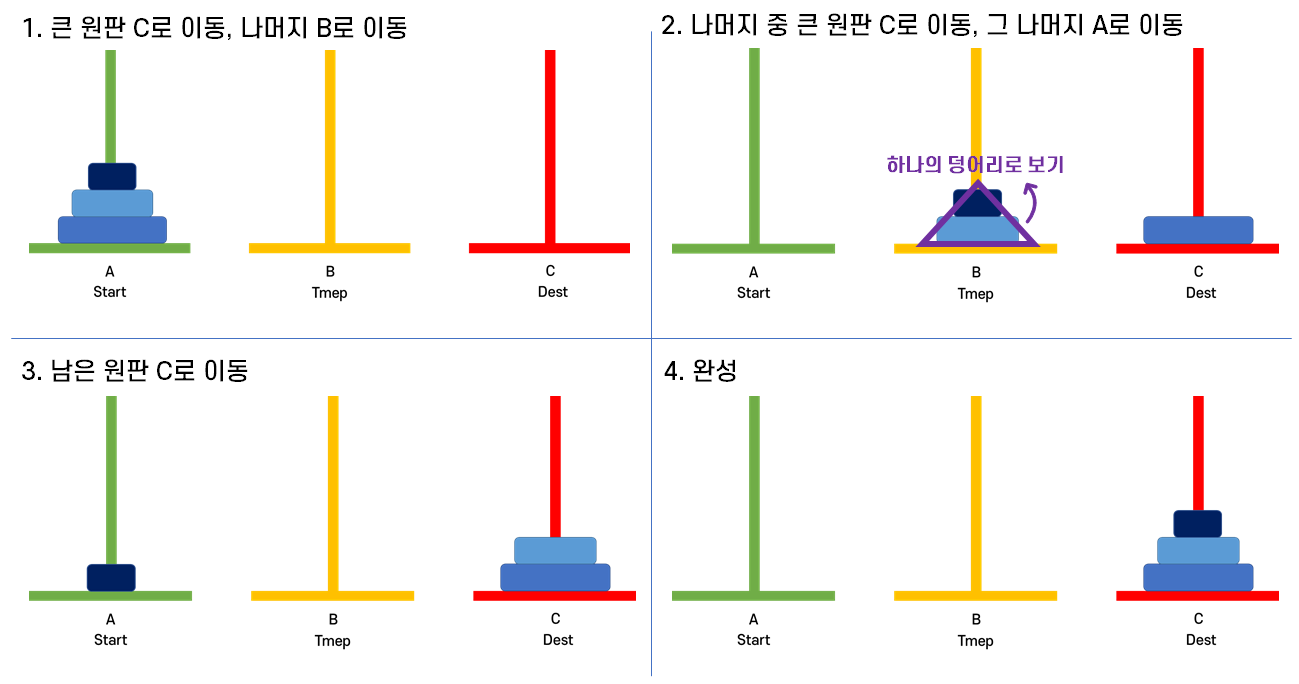 1. 큰 원판 C로 이동, 나머지 B로 이동
A
B
C
Start
Tmep
Dest
2. 나머지 중 큰 원판 C로 이동, 그 나머지 A로 이동
하나의 덩어리로 보기
A
B
C
Start
Tmep
Dest
3. 남은 원판 C로 이동
A
B
C
Start
Tmep
Dest
4. 완성
A
B
C
Start
Tmep
Dest